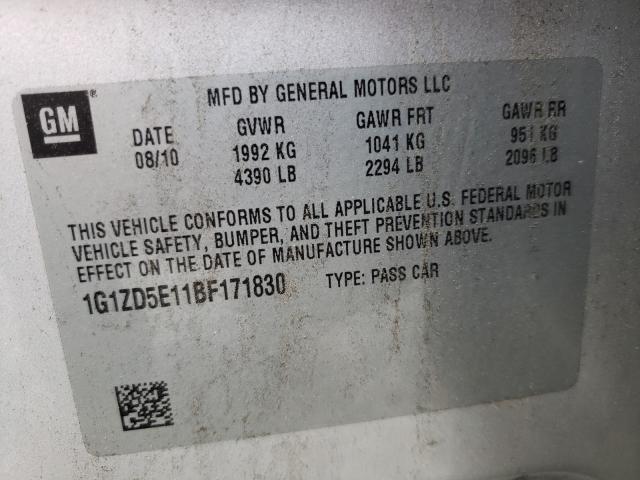 GM®
MFD BY GENERAL MOTORS LLC
DATE GVWR GAWR FRT GAWR RR
08/10 1992 KG 1041 KG 951 KG
4390 LB 2294 LB 2096 LB
THIS VEHICLE CONFORMS TO ALL APPLICABLE U.S. FEDERAL MOTOR
VEHICLE SAFETY, BUMPER, AND THEFT PREVENTION STANDARDS IN
EFFECT ON THE DATE OF MANUFACTURE SHOWN ABOVE.
1G1ZD5E11BF171830 TYPE: PASS CAR